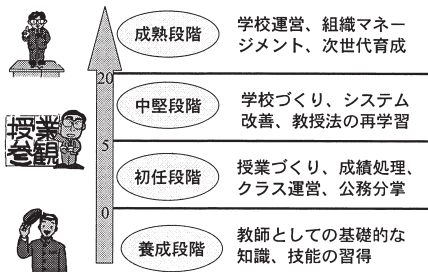 成熟段階
学校運営、組織マネー
ジメント、次世代育成
20
中堅段階
学校づくり、システム
改善、教授法の再学習
授業
参観
5
初任段階
授業づくり、成績処理、
クラス運営、公務分掌
0
養成段階
教師としての基礎的な
知識、技能の習得